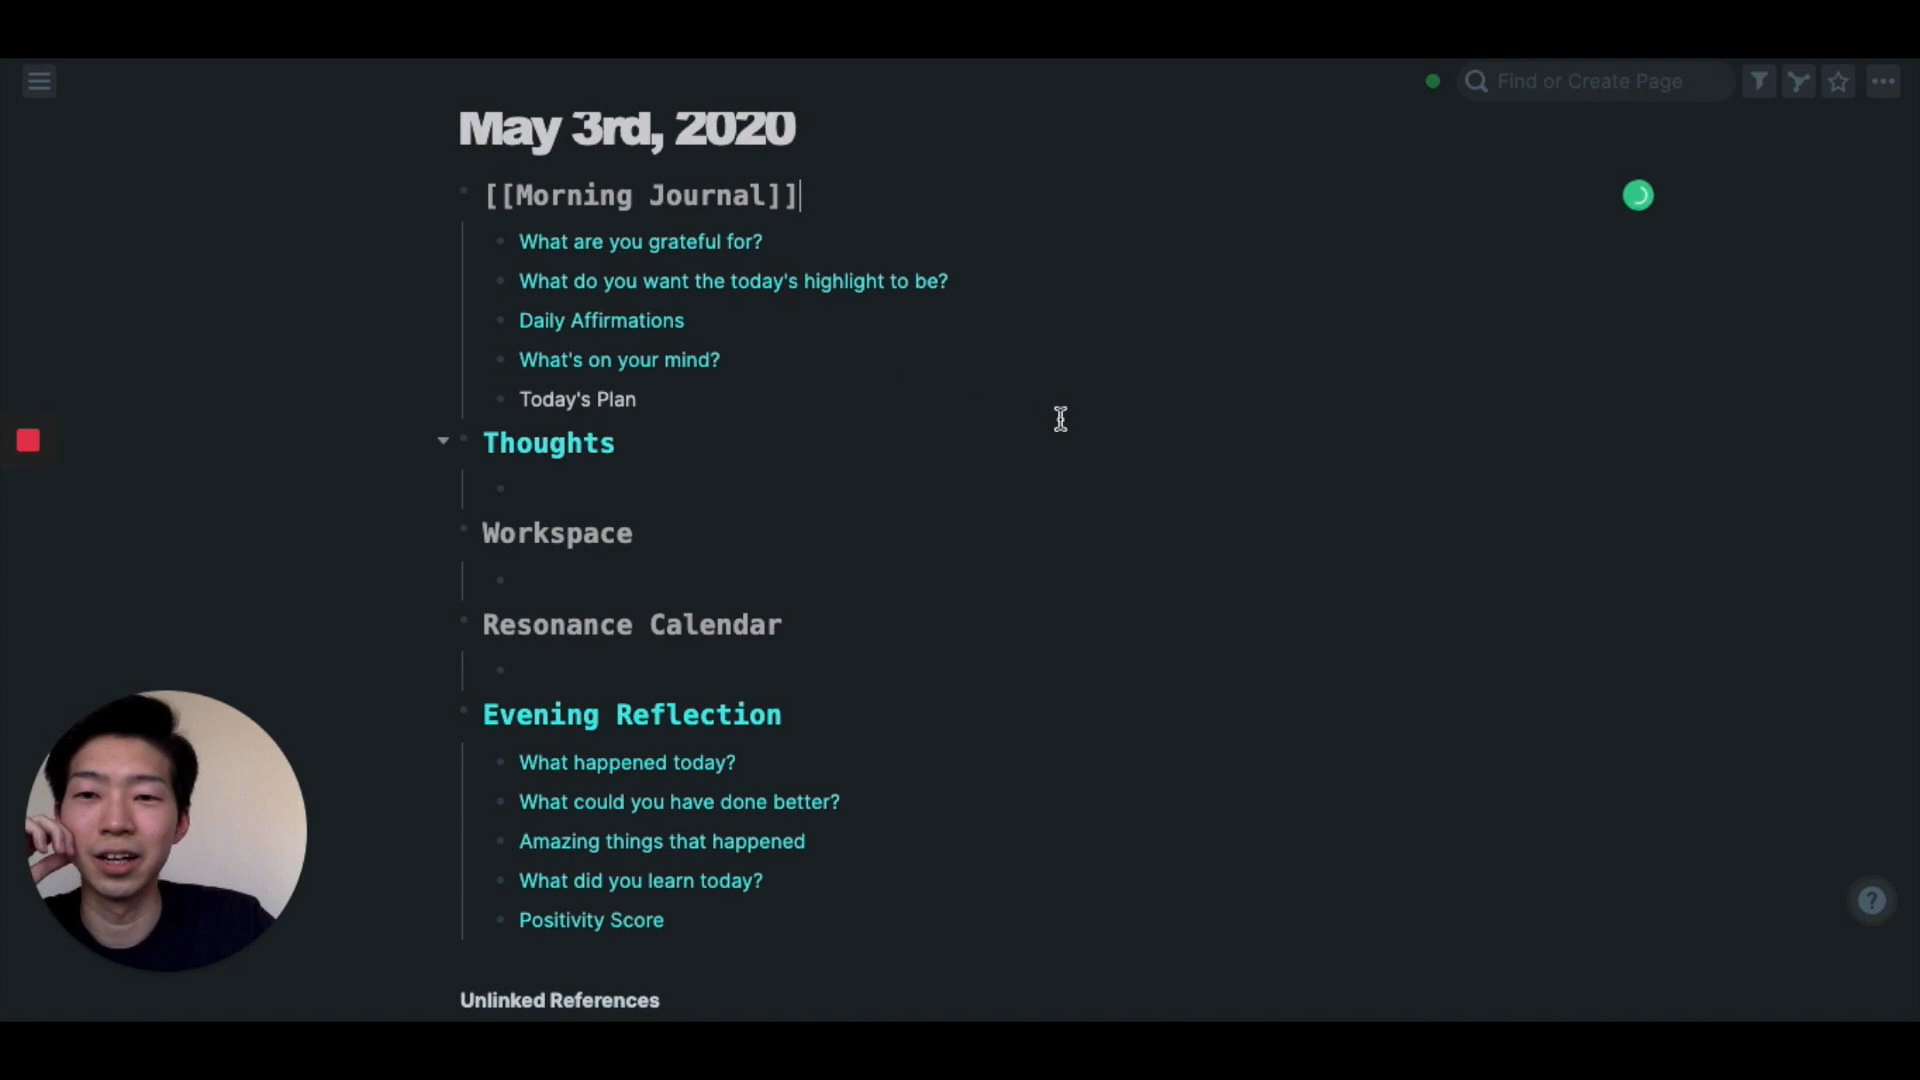 Find or Create Page
May 3rd, 2020
[[Morning Journal]]
What are you grateful for?
What do you want the today's highlight to be?
Daily Affirmations
What's on your mind?
Today's Plan
Thoughts
Workspace
Resonance Calendar
Evening Reflection
What happened today?
What could you have done better?
Amazing things that happened
What did you learn today?
Positivity Score
Unlinked References